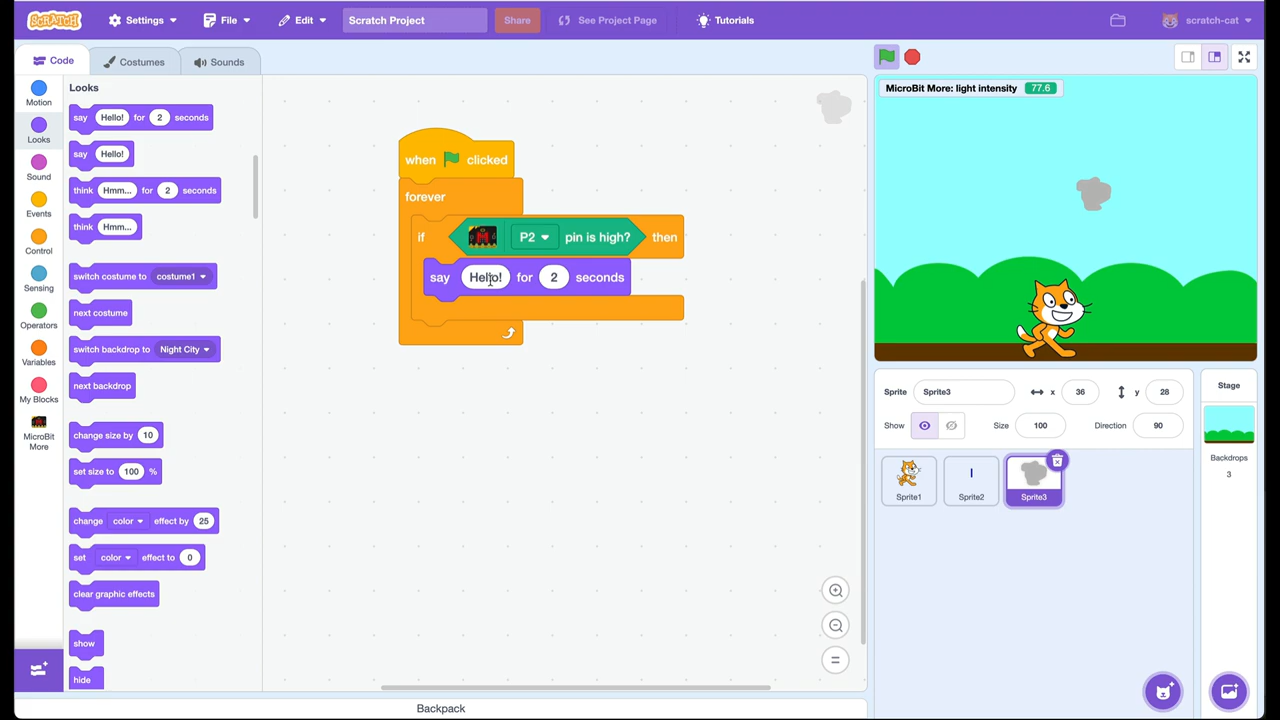 SCRATCH Settings File Edit Scratch Project Share See Project Page Tutorials scratch-cat
Code Costumes Sounds
Motion
Looks
Sound
Events
Control
Sensing
Operators
Variables
My Blocks
MicroBit
More
Looks
say Hello! for 2 seconds
say Hello!
think Hmm... for 2 seconds
think Hmm...
switch costume to costume1
next costume
switch backdrop to Night City
next backdrop
change size by 10
set size to 100 %
change color effect by 25
set color effect to 0
clear graphic effects
show
hide
when clicked
forever
if P2 pin is high? then
say Hello! for 2 seconds
Backpack
MicroBit More: light intensity 77.6
Sprite Sprite3 x 36 y 28
Show Size 100 Direction 90
Sprite1 Sprite2 Sprite3
Stage
Backdrops
3